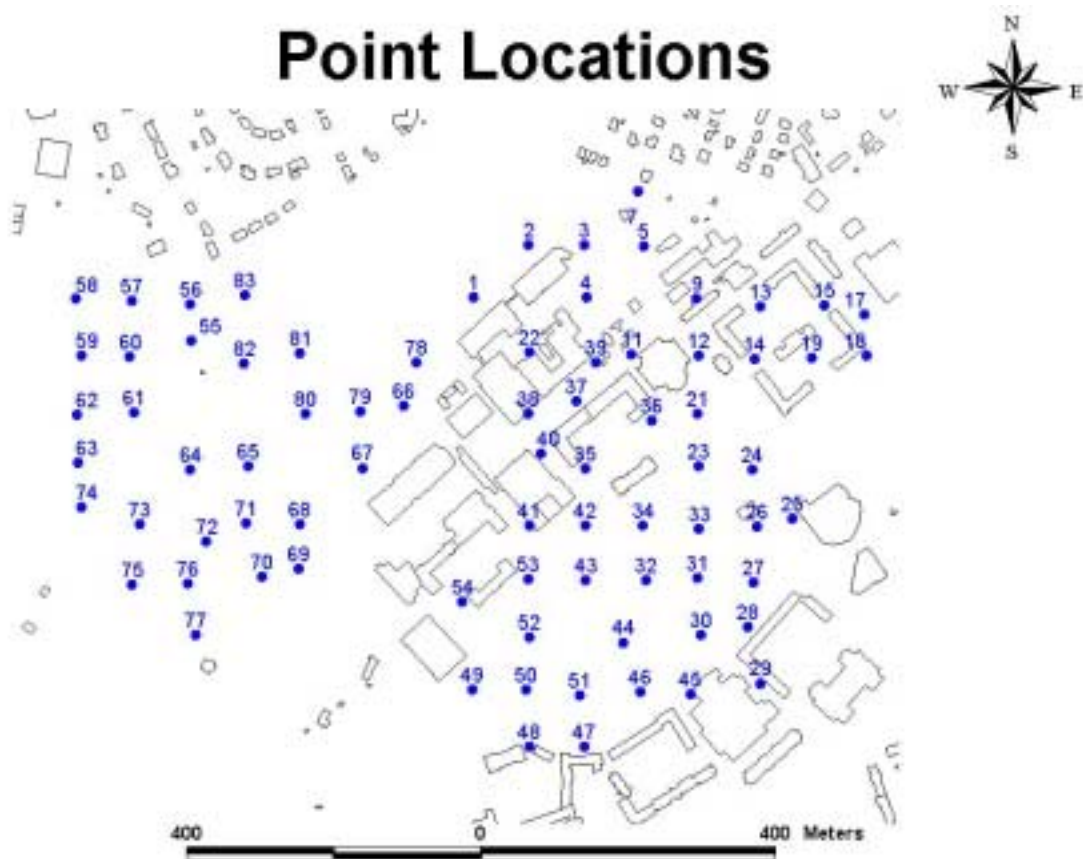 Point Locations
N
W E
S
7
2 3 5
58 57 56 83 1 4 9 13 15 17
55
59 60 82 81 78 22 39 11 12 14 19 18
62 61 80 79 66 38 37 36 21
63 64 65 67 40 35 23 24
74 73 72 71 68 41 42 34 33 26 25
75 76 70 69 54 53 43 32 31 27
77 52 44 30 28
49 50 51 46 45 29
48 47
400 0 400 Meters